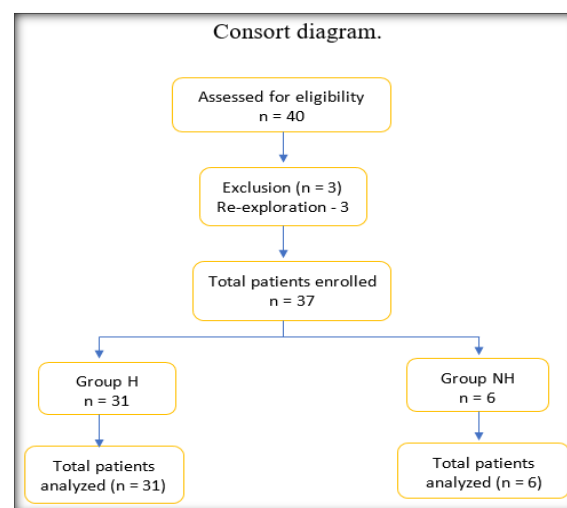 Consort diagram.
Assessed for eligibility
n = 40
Exclusion (n = 3)
Re-exploration - 3
Total patients enrolled
n = 37
Group H
n = 31
Group NH
n = 6
Total patients
analyzed (n = 31)
Total patients
analyzed (n = 6)